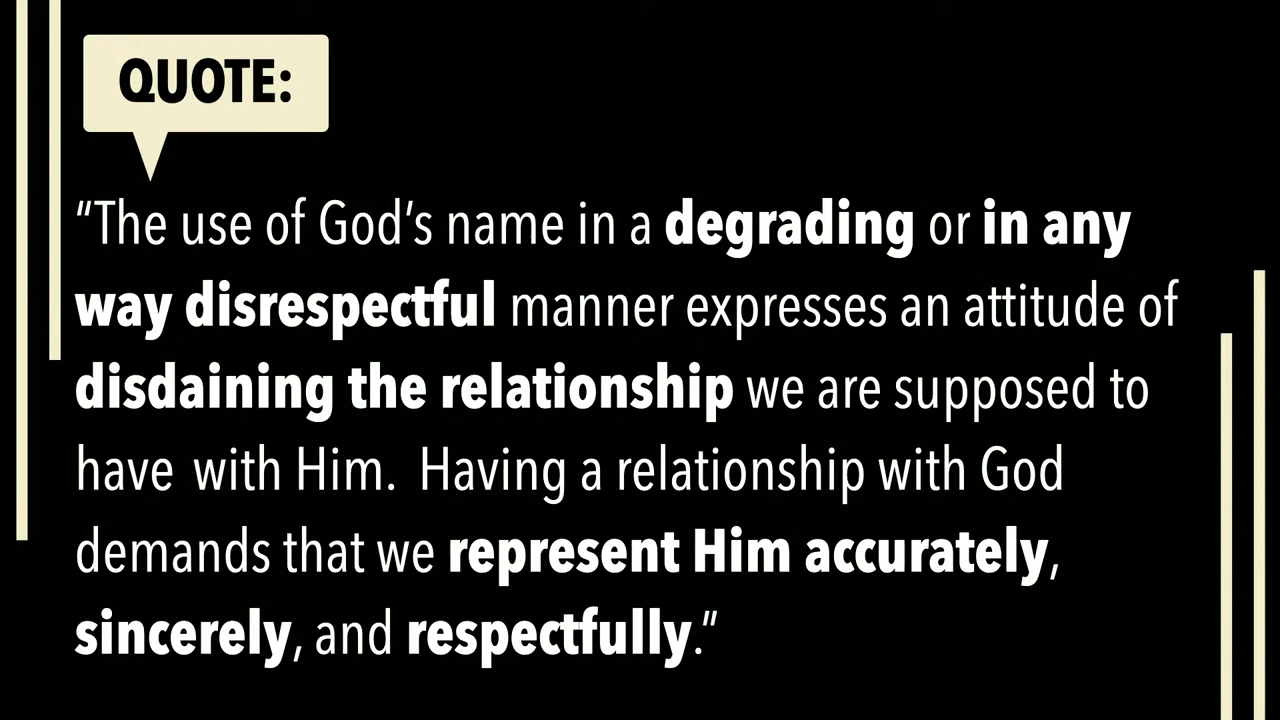 QUOTE:
“The use of God’s name in a degrading or in any
way disrespectful manner expresses an attitude of
disdaining the relationship we are supposed to
have with Him.  Having a relationship with God
demands that we represent Him accurately,
sincerely, and respectfully.”